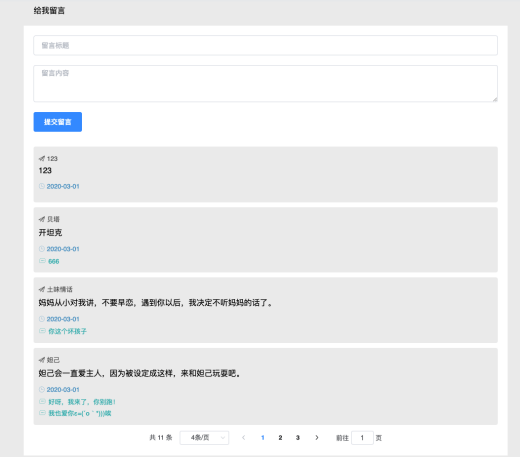 给我留言
留言标题
留言内容
提交留言
123
123
2020-03-01
贝塔
开坦克
2020-03-01
666
土味情话
妈妈从小对我讲，不要早恋，遇到你以后，我决定不听妈妈的话了。
2020-03-01
你这个坏孩子
妲己
妲己会一直爱主人，因为被设定成这样，来和妲己玩耍吧。
2020-03-01
好呀，我来了，你别跑！
我也爱你ε=(´ο｀*)))唉
共 11 条 4条/页 1 2 3 前往 1 页